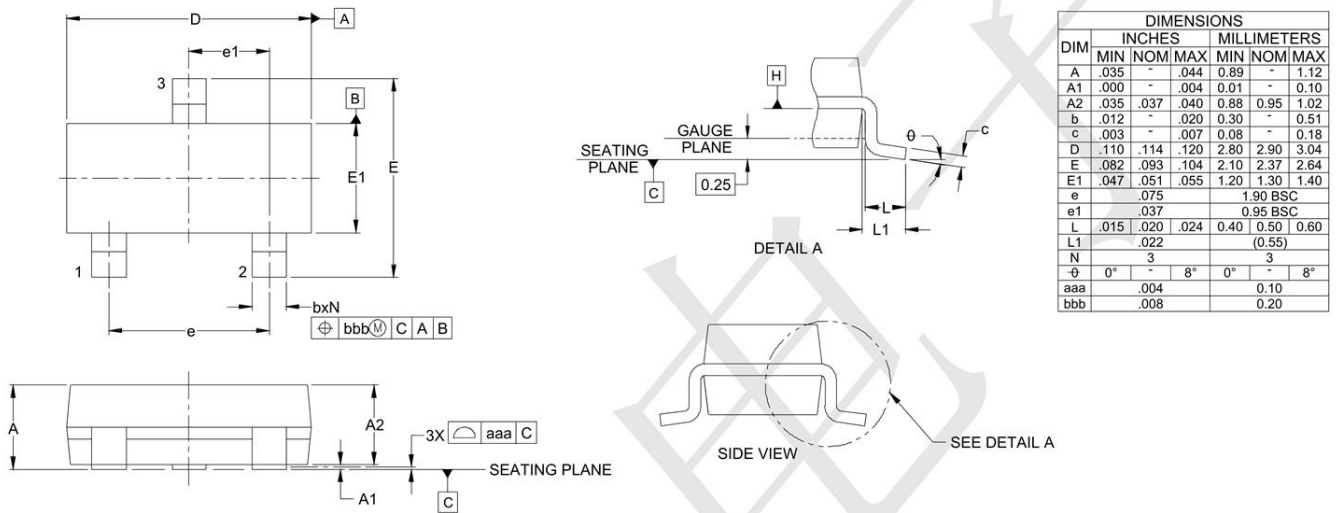 D
A
e1
3
B
E1
E
1
2
bxN
e
⌖ bbbⓂ C A B
A
A2
3X ⌓ aaa C
SEATING PLANE
A1
C
H
GAUGE
PLANE
SEATING
PLANE
C
0.25
θ
c
L
L1
DETAIL A
SIDE VIEW
SEE DETAIL A
DIMENSIONS
DIM INCHES MILLIMETERS
MIN NOM MAX MIN NOM MAX
A .035 - .044 0.89 - 1.12
A1 .000 - .004 0.01 - 0.10
A2 .035 .037 .040 0.88 0.95 1.02
b .012 - .020 0.30 - 0.51
c .003 - .007 0.08 - 0.18
D .110 .114 .120 2.80 2.90 3.04
E .082 .093 .104 2.10 2.37 2.64
E1 .047 .051 .055 1.20 1.30 1.40
e .075 1.90 BSC
e1 .037 0.95 BSC
L .015 .020 .024 0.40 0.50 0.60
L1 .022 (0.55)
N 3 3
θ 0° - 8° 0° - 8°
aaa .004 0.10
bbb .008 0.20